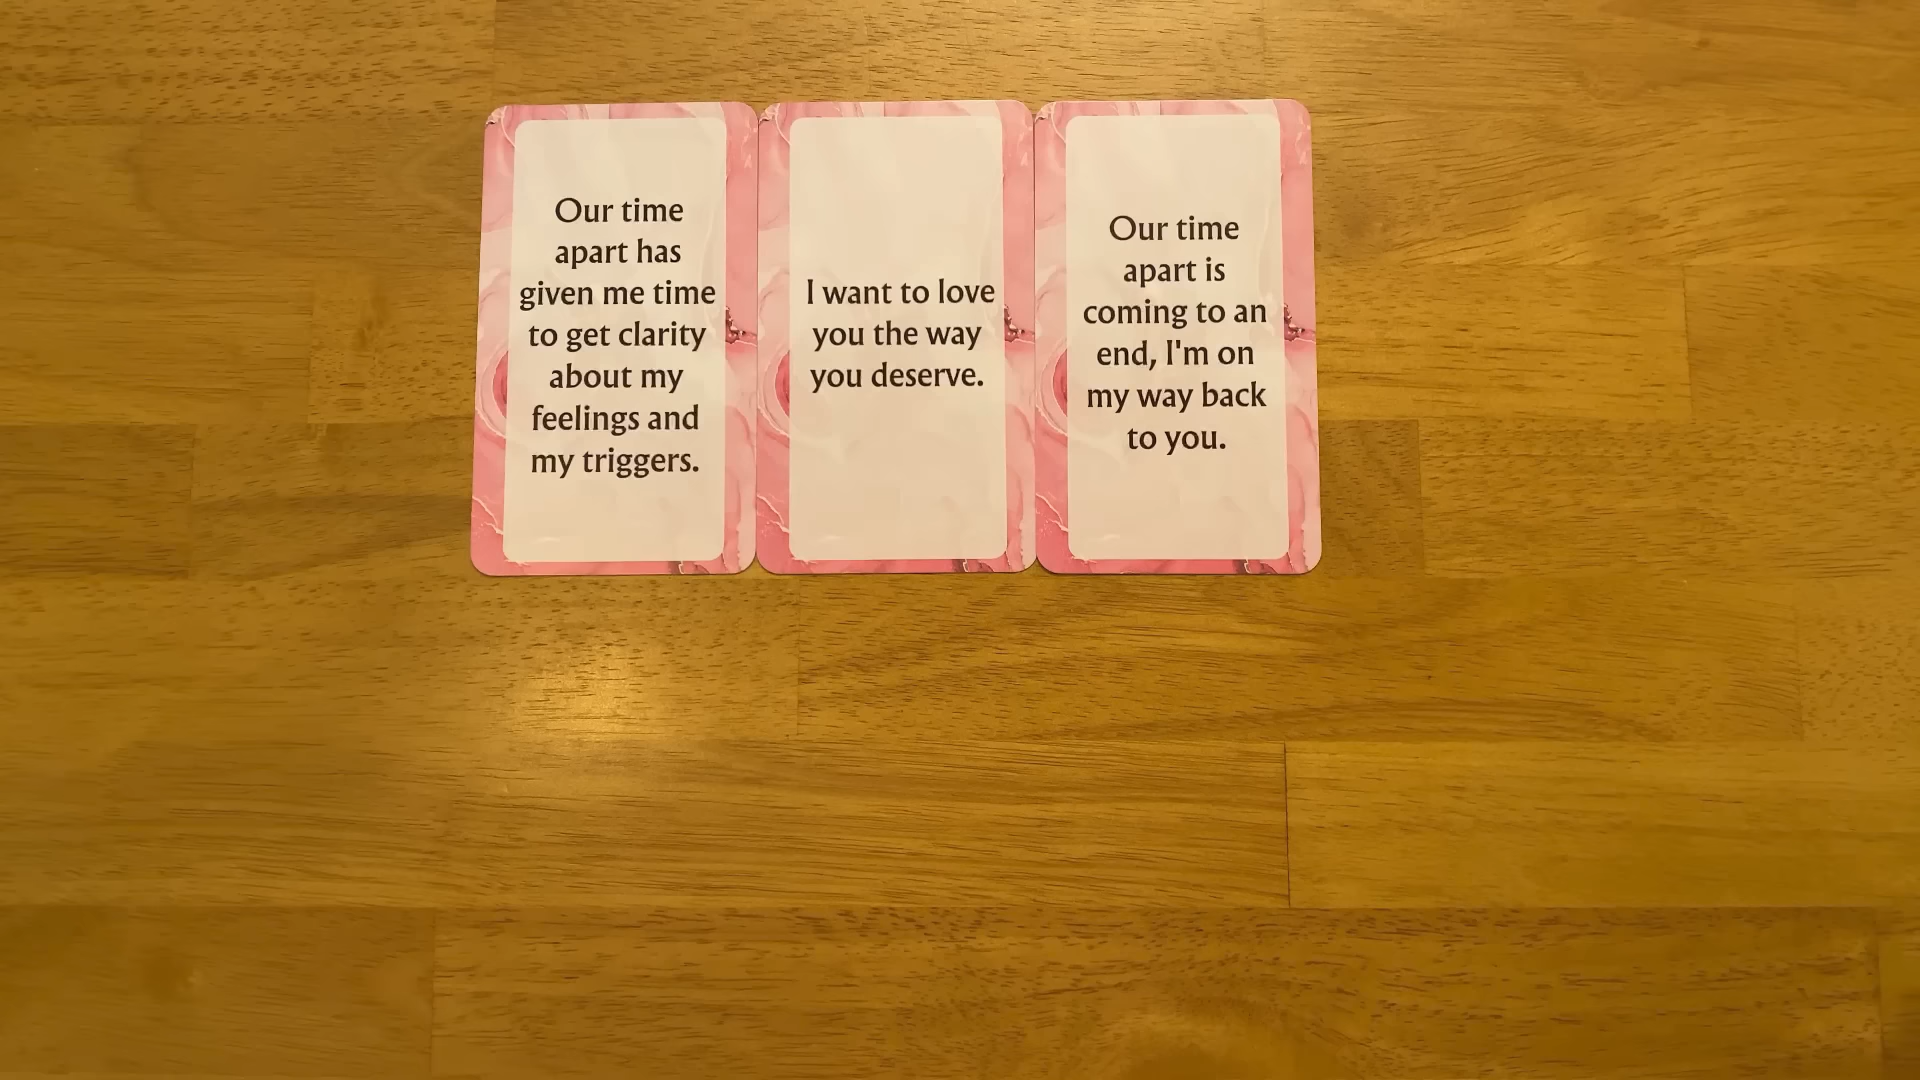 Our time
apart has
given me time
to get clarity
about my
feelings and
my triggers.
I want to love
you the way
you deserve.
Our time
apart is
coming to an
end, I'm on
my way back
to you.